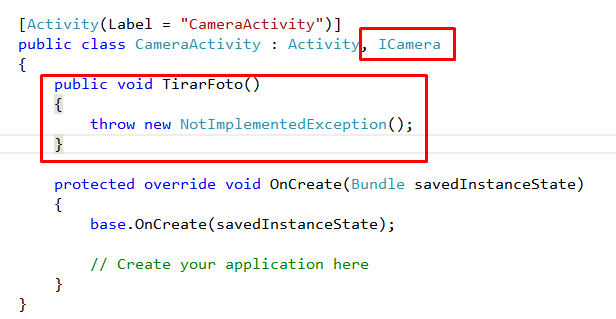 [Activity(Label = "CameraActivity")]
public class CameraActivity : Activity, ICamera
{
public void TirarFoto()
{
throw new NotImplementedException();
}
protected override void OnCreate(Bundle savedInstanceState)
{
base.OnCreate(savedInstanceState);
// Create your application here
}
}